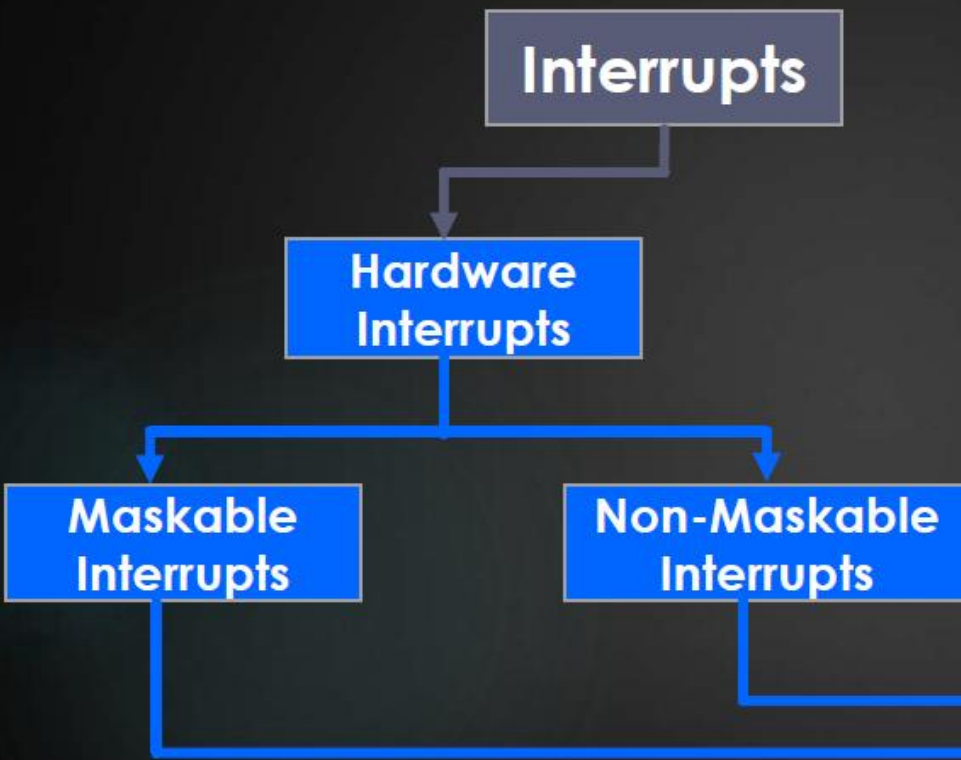 Interrupts
Hardware
Interrupts
Maskable
Interrupts
Non-Maskable
Interrupts